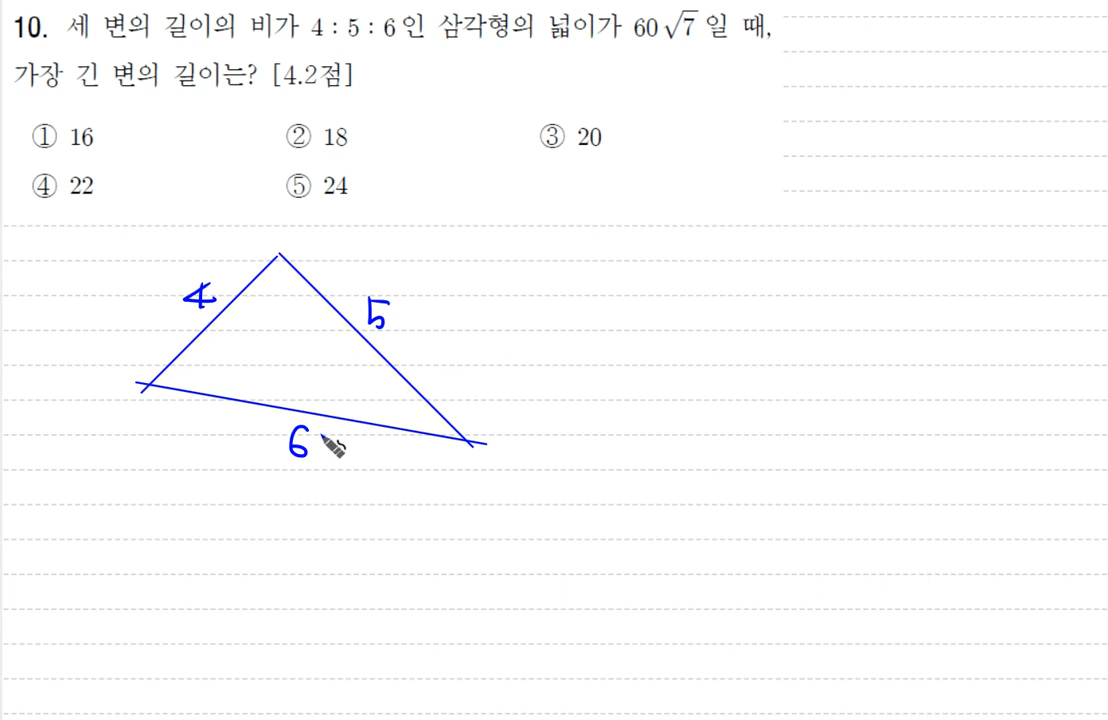 10. 세 변의 길이의 비가 4 : 5 : 6인 삼각형의 넓이가 60√7 일 때,
가장 긴 변의 길이는? [4.2점]
① 16 ② 18 ③ 20
④ 22 ⑤ 24
4
5
6